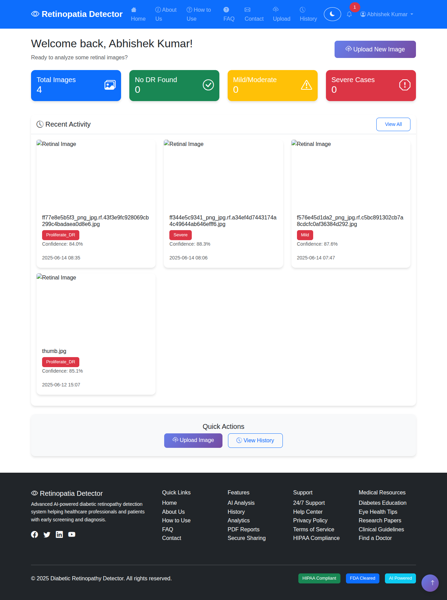 Retinopatia Detector
Home
About Us
How to Use
FAQ
Contact
Upload
History
1
Abhishek Kumar
Welcome back, Abhishek Kumar!
Ready to analyze some retinal images?
Upload New Image
Total Images
4
No DR Found
0
Mild/Moderate
0
Severe Cases
0
Recent Activity
View All
Retinal Image
ff77e8e5b5f3_png_jpg.rf.43f3e9fc928069cb
299c4badaea0d8e6.jpg
Proliferate_DR
Confidence: 84.0%
2025-06-14 08:35
Retinal Image
ff344e5c9341_png_jpg.rf.a34ef4d7443174a
4c49644ab646efff6.jpg
Severe
Confidence: 68.3%
2025-06-14 08:06
Retinal Image
f576e45d1da2_png_jpg.rf.c5bc891302cb7a
8cdcfc0af36384d292.jpg
Mild
Confidence: 87.8%
2025-06-14 07:47
Retinal Image
thumb.jpg
Proliferate_DR
Confidence: 85.1%
2025-06-12 15:07
Quick Actions
Upload Image
View History
Retinopatia Detector
Advanced AI-powered diabetic retinopathy detection
system helping healthcare professionals and patients
with early screening and diagnosis.
Quick Links
Home
About Us
How to Use
FAQ
Contact
Features
AI Analysis
History
Analytics
PDF Reports
Secure Sharing
Support
24/7 Support
Help Center
Privacy Policy
Terms of Service
HIPAA Compliance
Medical Resources
Diabetes Education
Eye Health Tips
Research Papers
Clinical Guidelines
Find a Doctor
© 2025 Diabetic Retinopathy Detector. All rights reserved.
HIPAA Compliant
FDA Cleared
AI Powered